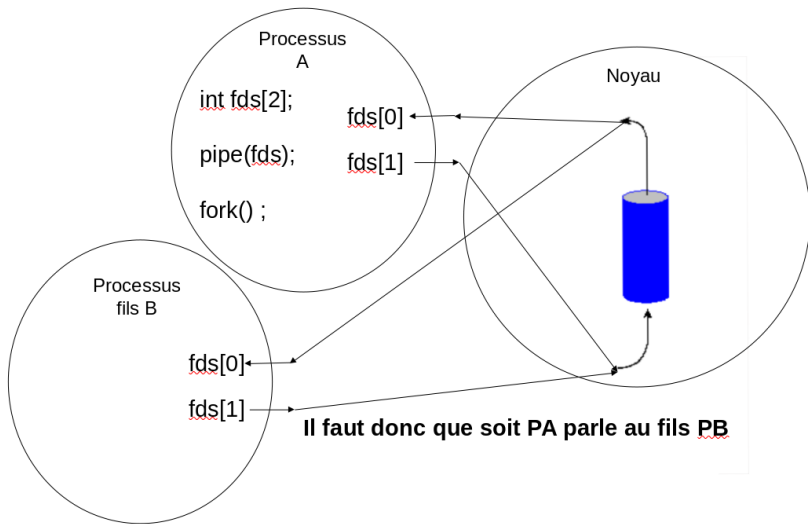 Processus
A
int fds[2];
fds[0]
pipe(fds);
fds[1]
fork() ;
Noyau
Processus
fils B
fds[0]
fds[1]
Il faut donc que soit PA parle au fils PB